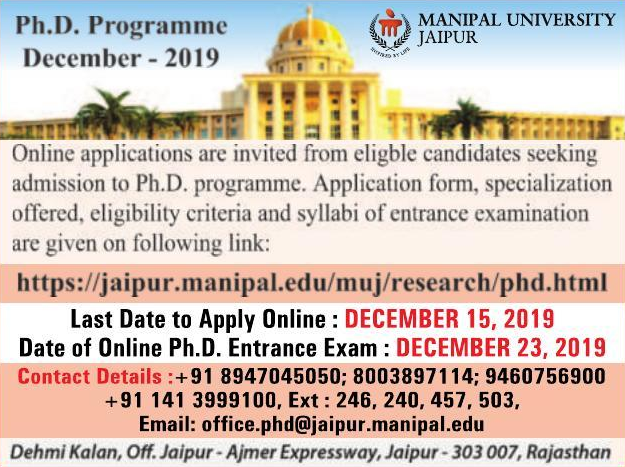 Ph.D. Programme
December - 2019
MANIPAL UNIVERSITY
JAIPUR
INSPIRED BY LIFE
Online applications are invited from eligble candidates seeking
admission to Ph.D. programme. Application form, specialization
offered, eligibility criteria and syllabi of entrance examination
are given on following link:
https://jaipur.manipal.edu/muj/research/phd.html
Last Date to Apply Online : DECEMBER 15, 2019
Date of Online Ph.D. Entrance Exam : DECEMBER 23, 2019
Contact Details :+91 8947045050; 8003897114; 9460756900
+91 141 3999100, Ext : 246, 240, 457, 503,
Email: office.phd@jaipur.manipal.edu
Dehmi Kalan, Off. Jaipur - Ajmer Expressway, Jaipur - 303 007, Rajasthan